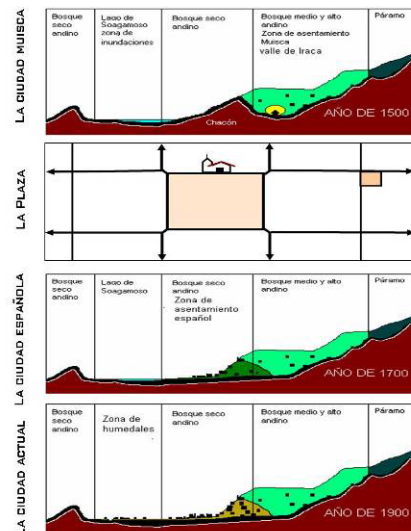 LA CIUDAD MUISCA
Bosque
seco
andino
Lago de
Soagamoso
zona de
inundaciones
Bosque seco
andino
Bosque medio y alto
andino
Zona de asentamiento
Muisca
valle de Iraca
Páramo
Chacón
AÑO DE 1500
LA PLAZA
LA CIUDAD ESPAÑOLA
Bosque
seco
andino
Lago de
Soagamoso
Bosque seco
andino
Zona de
asentamiento
español
Bosque medio y alto
andino
Páramo
AÑO DE 1700
LA CIUDAD ACTUAL
Bosque
seco
andino
Zona de
humedales
Bosque seco
andino
Bosque medio y alto
andino
Páramo
AÑO DE 1900